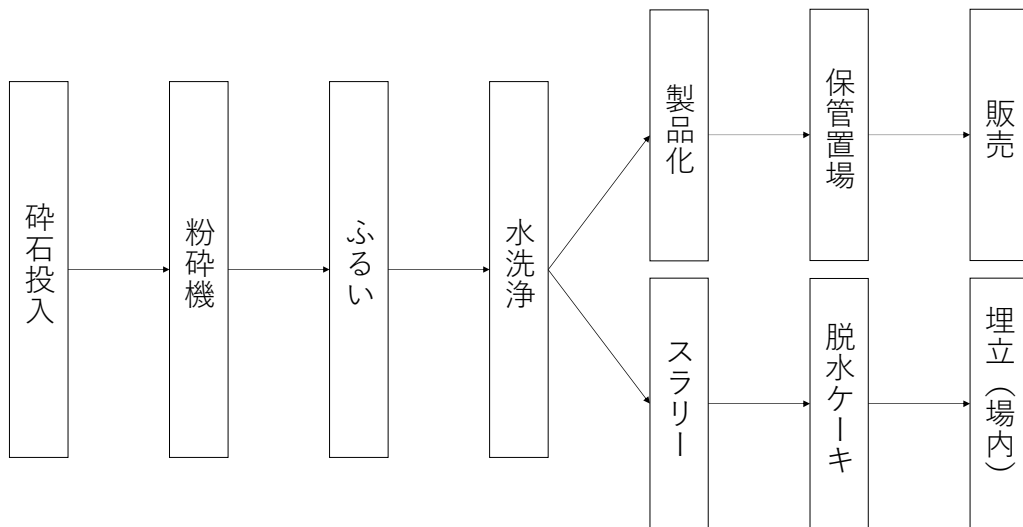 砕石投入
粉砕機
ふるい
水洗浄
製品化
保管置場
販売
スラリー
脱水ケーキ
埋立（場内）